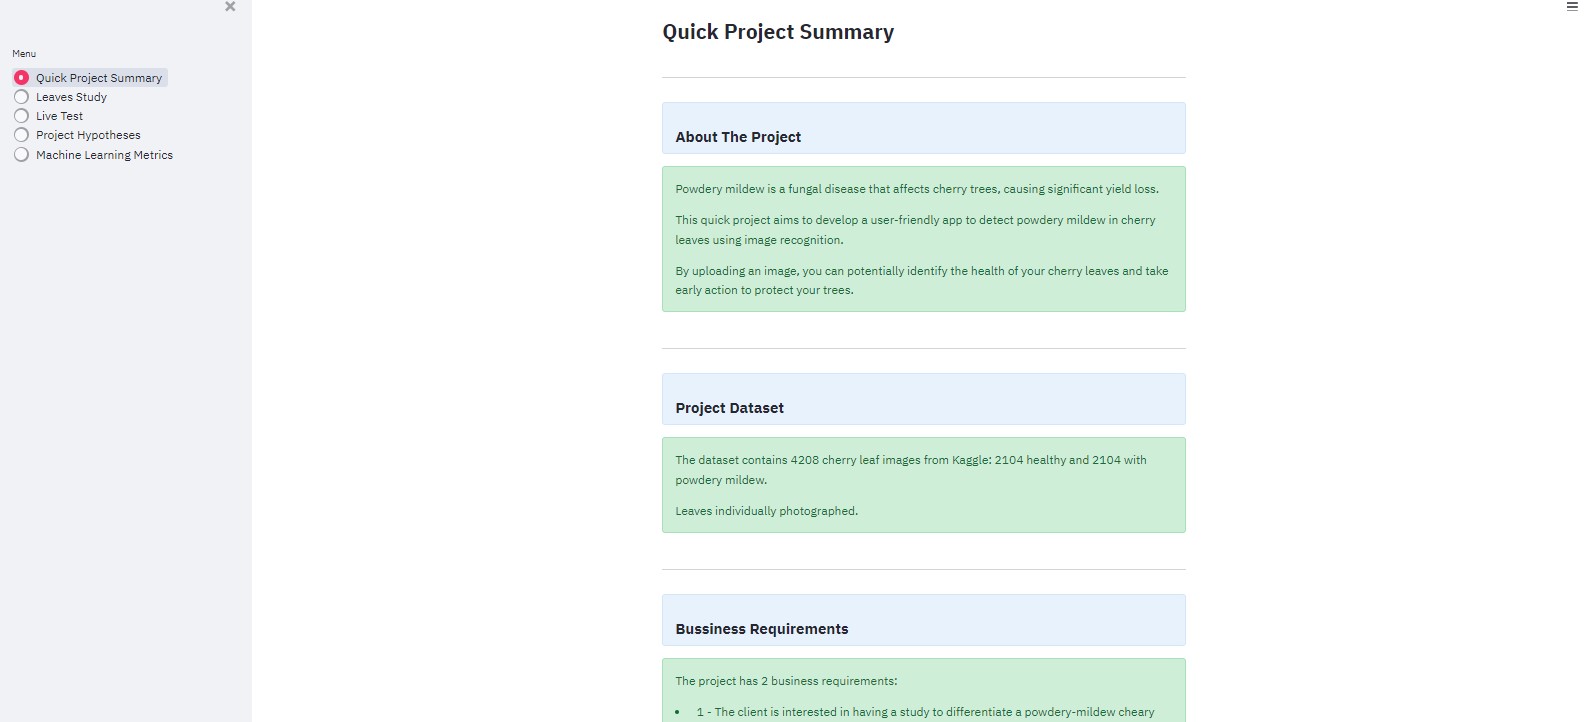 Menu
Quick Project Summary
Leaves Study
Live Test
Project Hypotheses
Machine Learning Metrics
Quick Project Summary
About The Project
Powdery mildew is a fungal disease that affects cherry trees, causing significant yield loss.
This quick project aims to develop a user-friendly app to detect powdery mildew in cherry
leaves using image recognition.
By uploading an image, you can potentially identify the health of your cherry leaves and take
early action to protect your trees.
Project Dataset
The dataset contains 4208 cherry leaf images from Kaggle: 2104 healthy and 2104 with
powdery mildew.
Leaves individually photographed.
Bussiness Requirements
The project has 2 business requirements:
• 1 - The client is interested in having a study to differentiate a powdery-mildew cheary